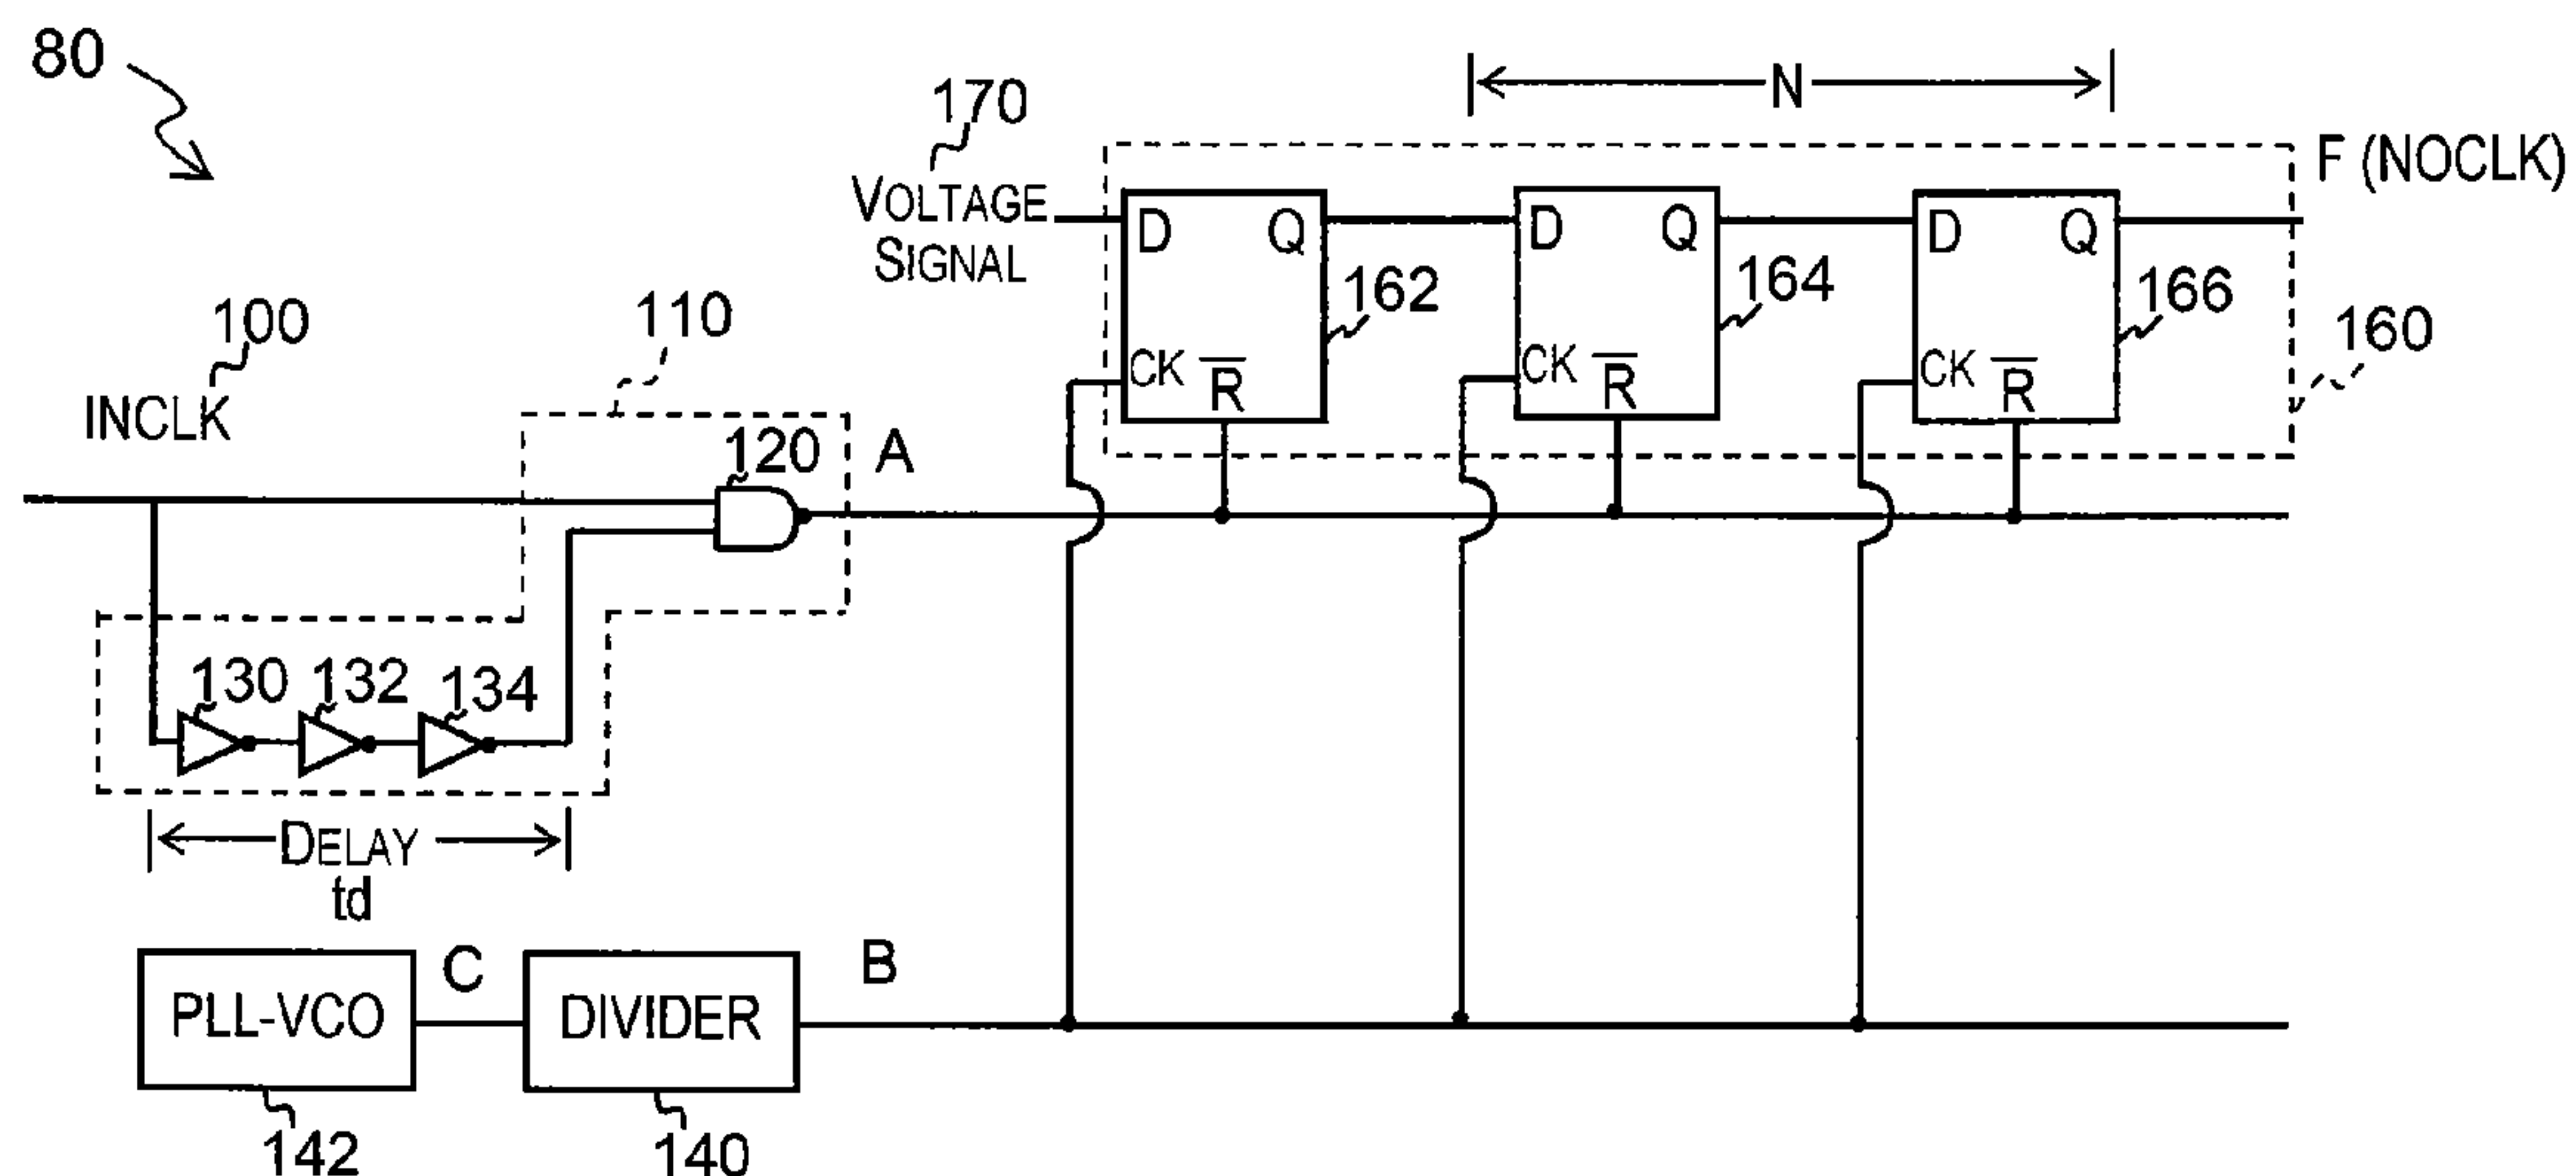 80
170
N
F (NOCLK)
VOLTAGE
SIGNAL
D Q
D Q
D Q
162
164
166
160
CK R̅
CK R̅
CK R̅
100
INCLK
110
120
A
130
132
134
DELAY
td
PLL-VCO
C
DIVIDER
B
142
140